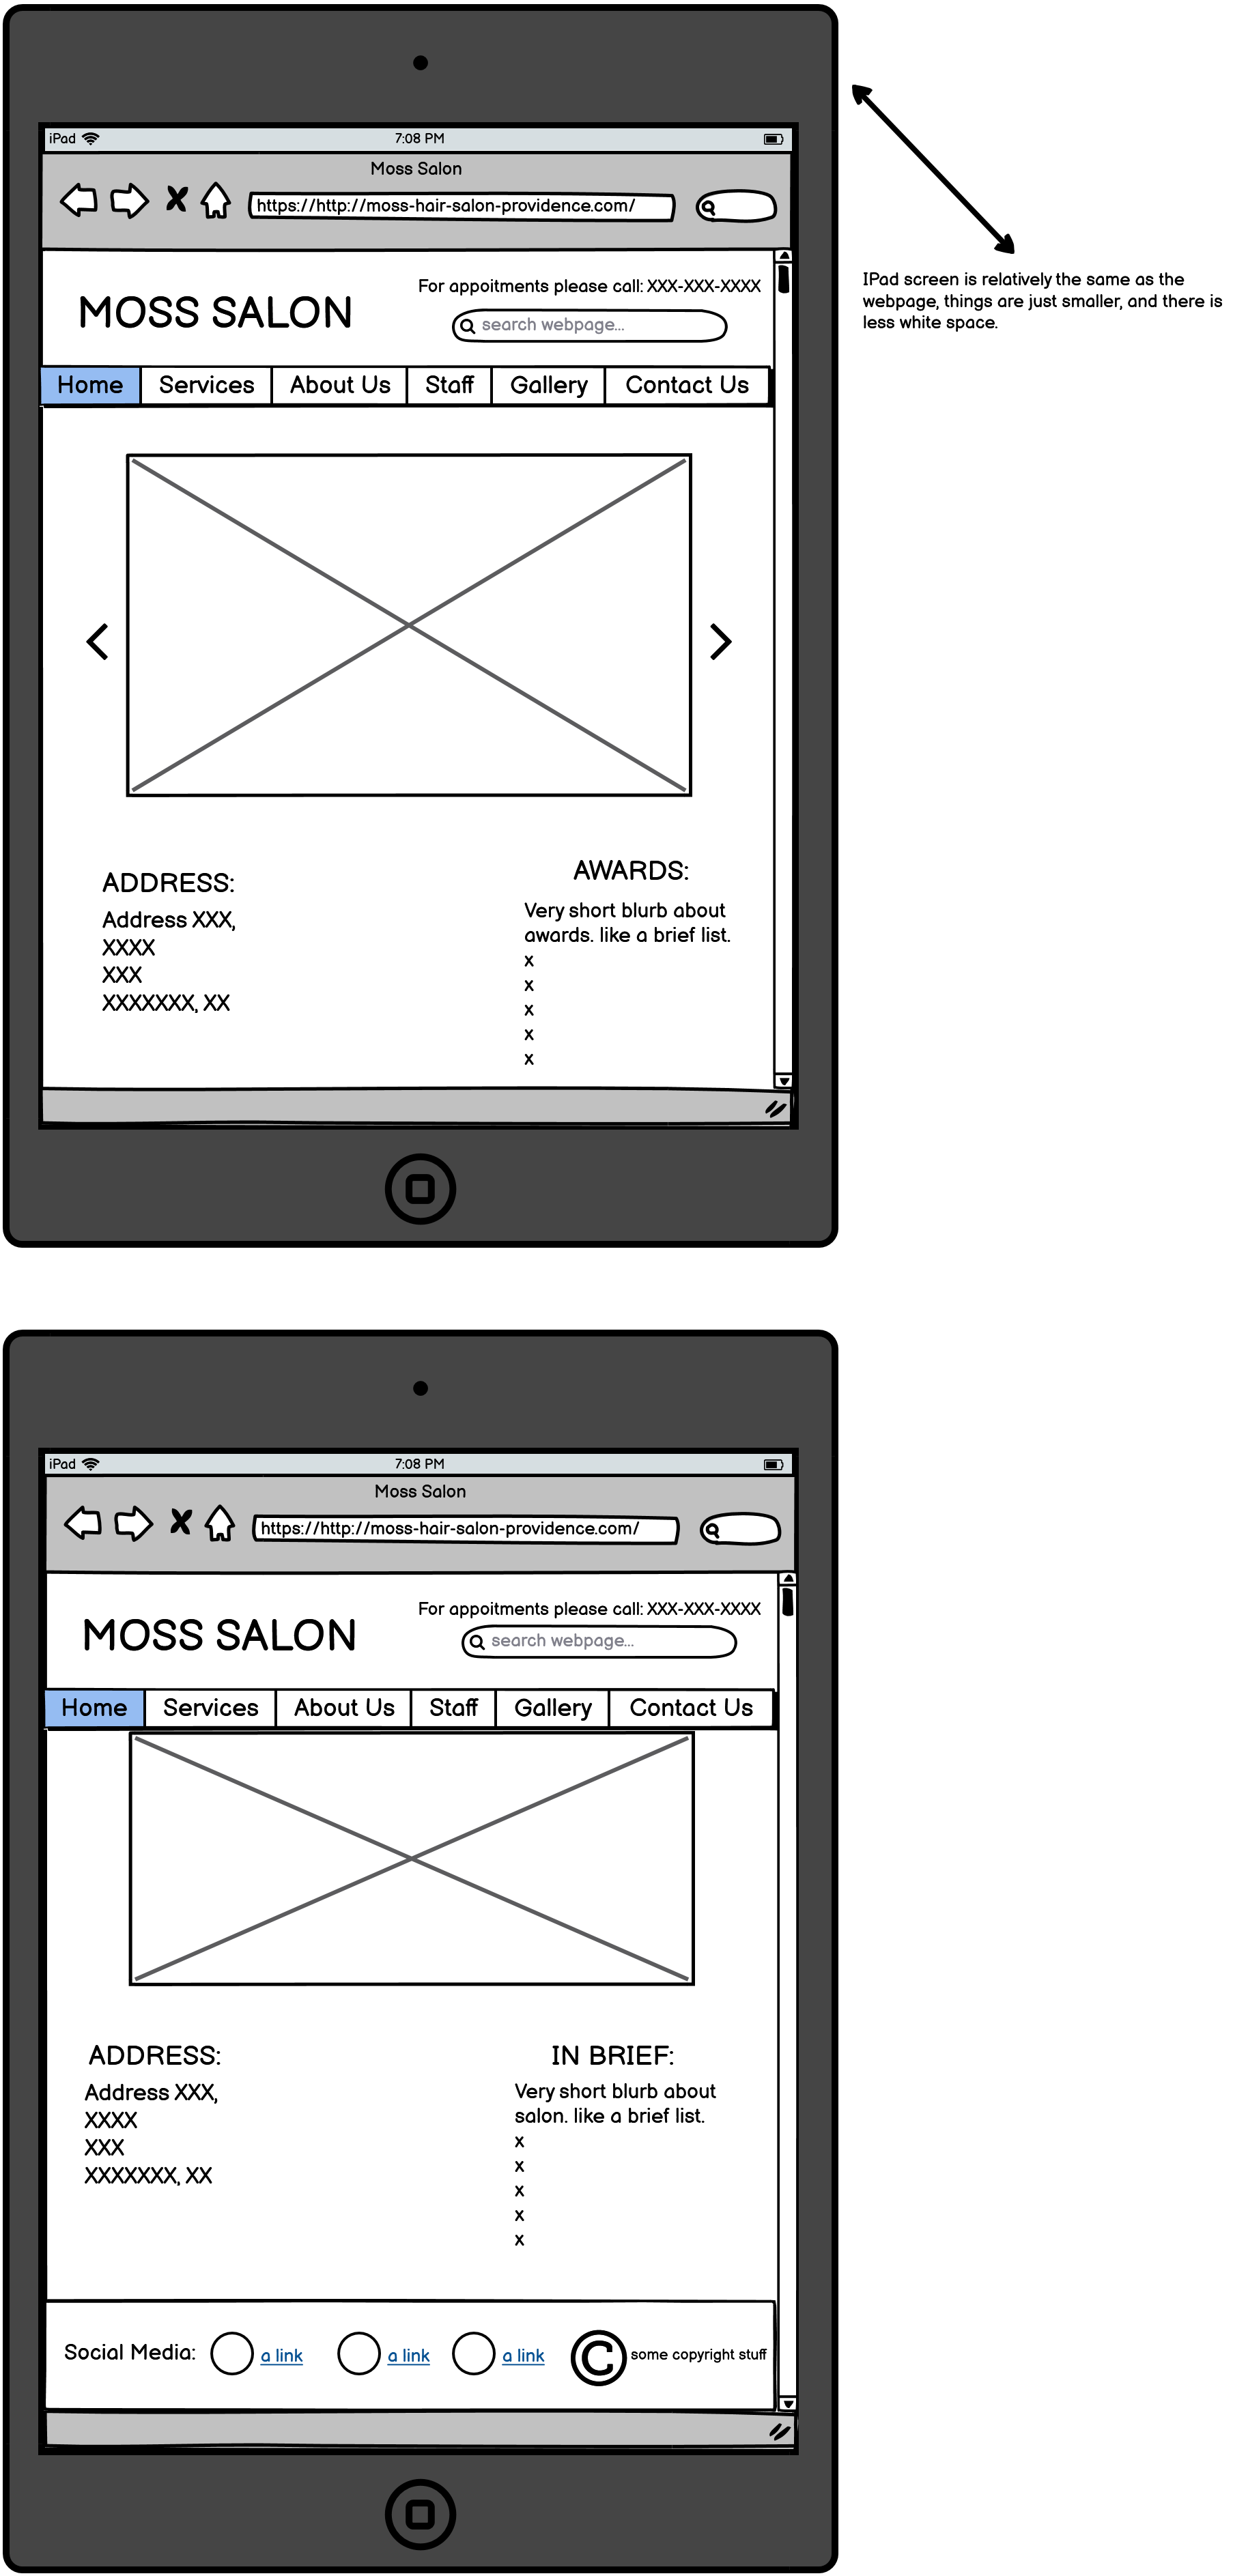 iPad 7:08 PM
Moss Salon
https://http://moss-hair-salon-providence.com/
For appoitments please call: XXX-XXX-XXXX
MOSS SALON
search webpage...
Home Services About Us Staff Gallery Contact Us
IPad screen is relatively the same as the
webpage, things are just smaller, and there is
less white space.
ADDRESS:
Address XXX,
XXXX
XXX
XXXXXXX, XX
AWARDS:
Very short blurb about
awards. like a brief list.
x
x
x
x
x
iPad 7:08 PM
Moss Salon
https://http://moss-hair-salon-providence.com/
For appoitments please call: XXX-XXX-XXXX
MOSS SALON
search webpage...
Home Services About Us Staff Gallery Contact Us
ADDRESS:
Address XXX,
XXXX
XXX
XXXXXXX, XX
IN BRIEF:
Very short blurb about
salon. like a brief list.
x
x
x
x
x
Social Media: a link a link a link © some copyright stuff